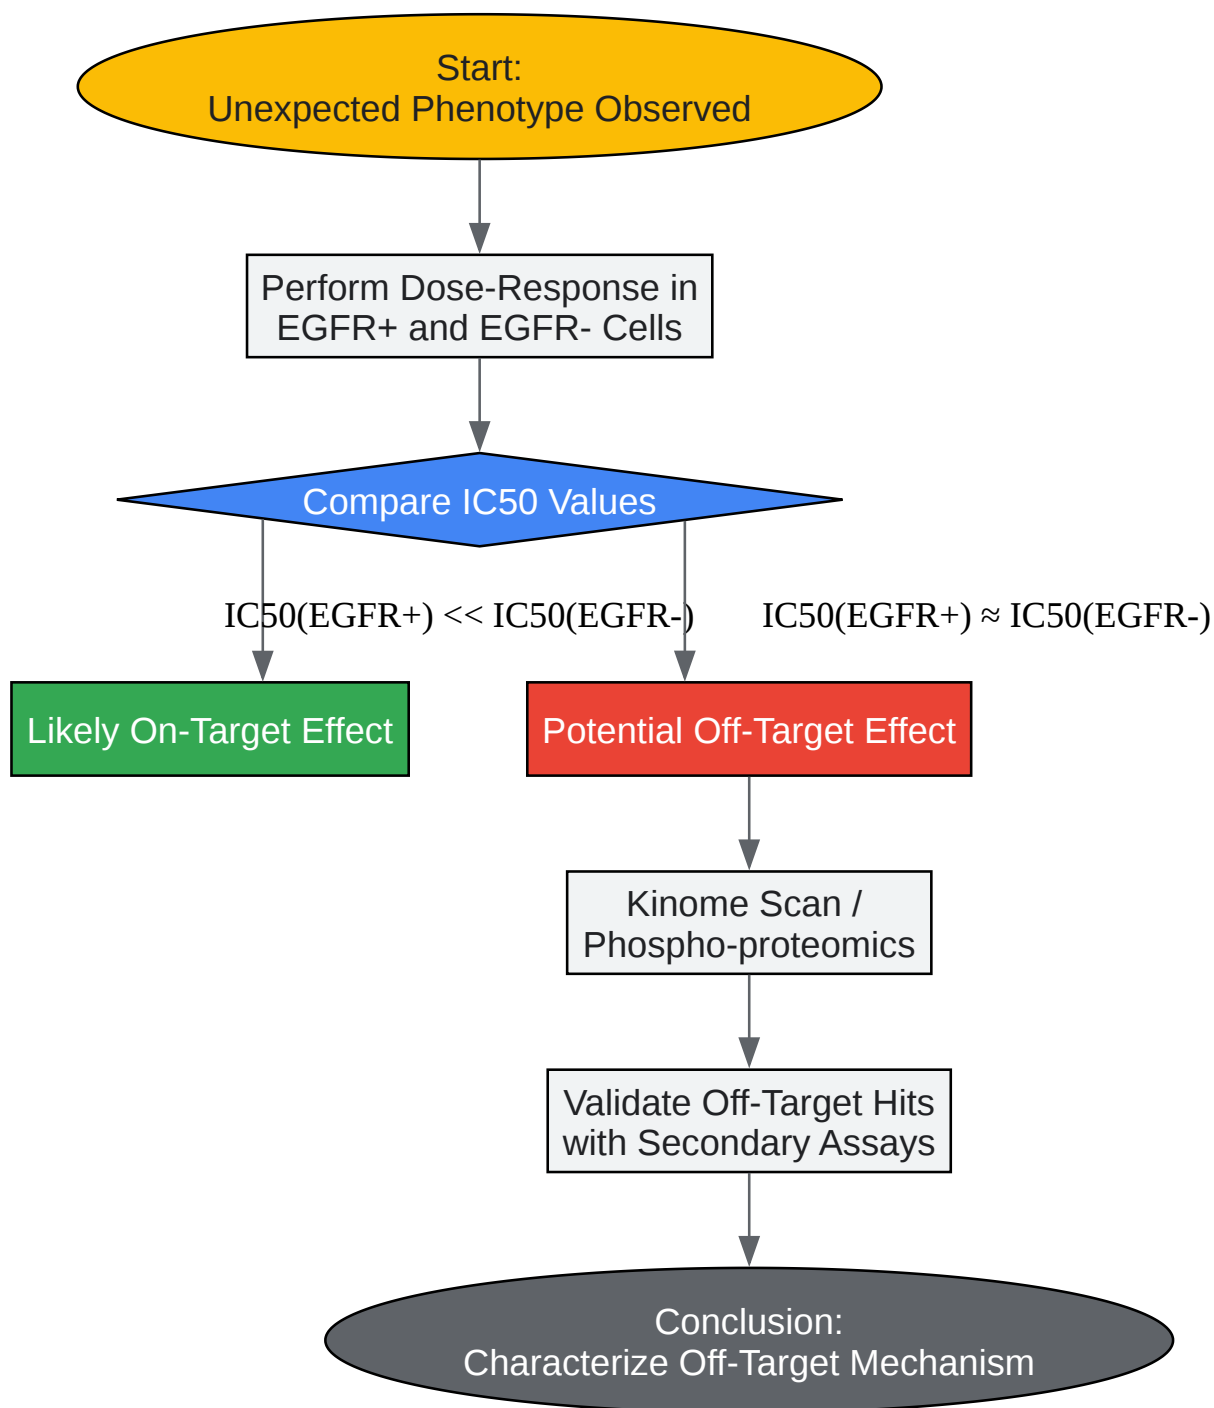 Start:
Unexpected Phenotype Observed
Perform Dose-Response in
EGFR+ and EGFR- Cells
Compare IC50 Values
IC50(EGFR+) << IC50(EGFR-)
IC50(EGFR+) ≈ IC50(EGFR-)
Likely On-Target Effect
Potential Off-Target Effect
Kinome Scan /
Phospho-proteomics
Validate Off-Target Hits
with Secondary Assays
Conclusion:
Characterize Off-Target Mechanism